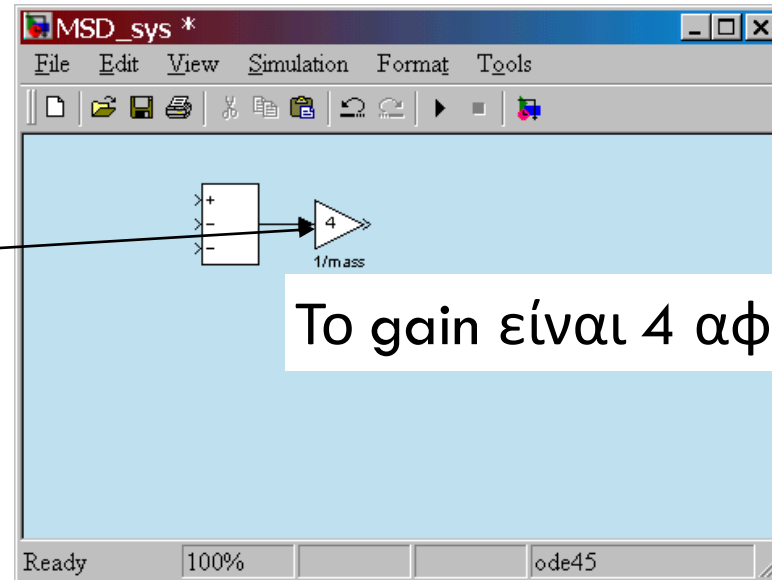 MSD_sys *
File Edit View Simulation Format Tools
+
−
−
4
1/mass
Το gain είναι 4 αφ
Ready 100% ode45